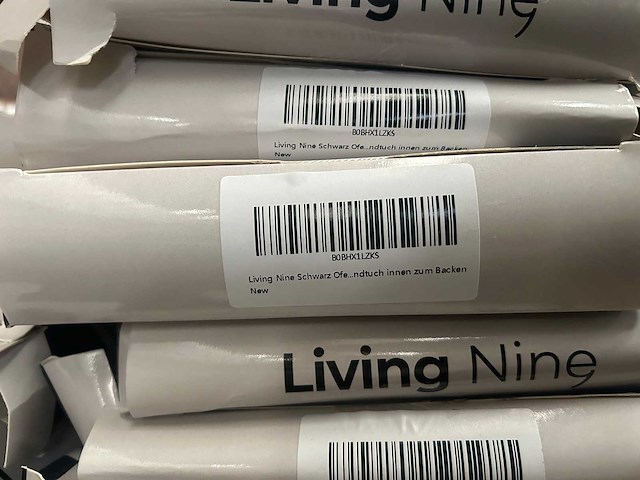 Living Nine
B0BHX1LZKS
Living Nine Schwarz Ofe...ndtuch innen zum Backen
New
B0BHX1LZKS
Living Nine Schwarz Ofe...ndtuch innen zum Backen
New
Living Nine